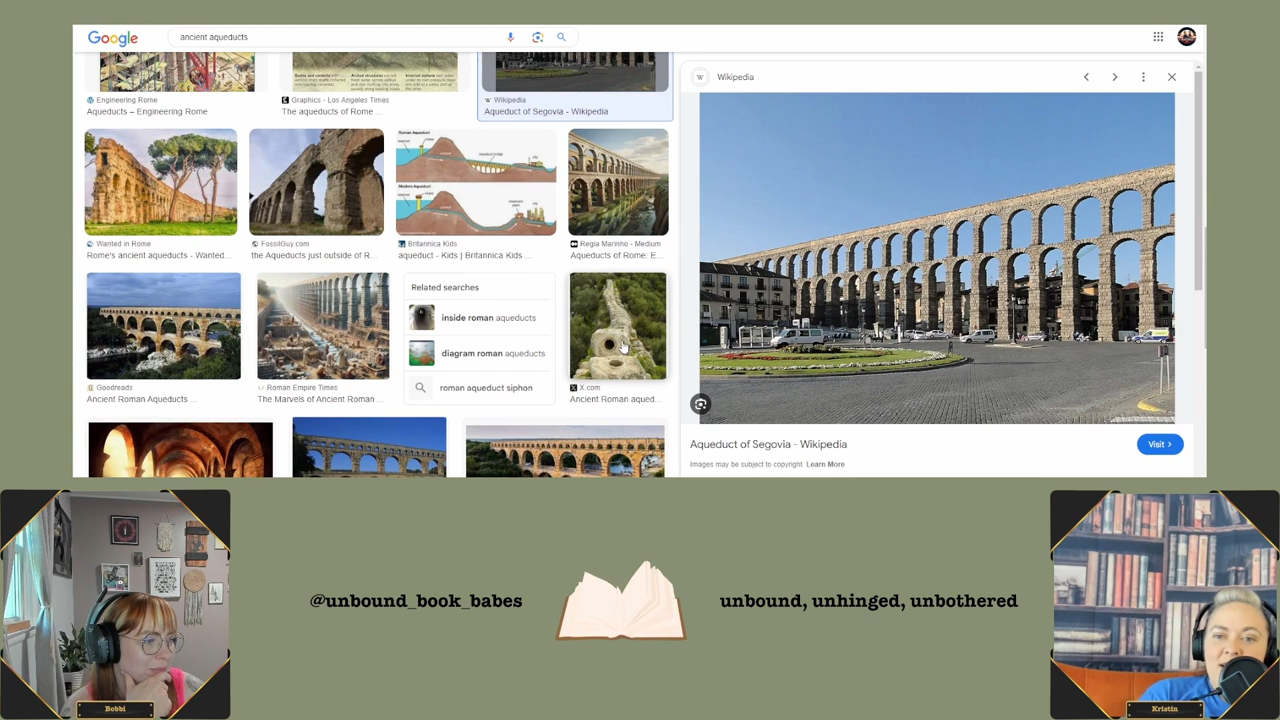 Google
ancient aqueducts
Engineering Rome
Aqueducts – Engineering Rome
Graphics - Los Angeles Times
The aqueducts of Rome ...
W Wikipedia
Aqueduct of Segovia - Wikipedia
Wanted in Rome
Rome's ancient aqueducts - Wanted...
FossilGuy.com
the Aqueducts just outside of R...
Roman Aqueduct
Modern Aqueduct
Britannica Kids
aqueduct - Kids | Britannica Kids ...
Regia Marinho - Medium
Aqueducts of Rome: E...
Goodreads
Ancient Roman Aqueducts ...
Roman Empire Times
The Marvels of Ancient Roman ...
Related searches
inside roman aqueducts
diagram roman aqueducts
roman aqueduct siphon
X.com
Ancient Roman aqued...
W Wikipedia
Aqueduct of Segovia - Wikipedia
Visit >
Images may be subject to copyright. Learn More
@unbound_book_babes
unbound, unhinged, unbothered
Bobbi
Kristin